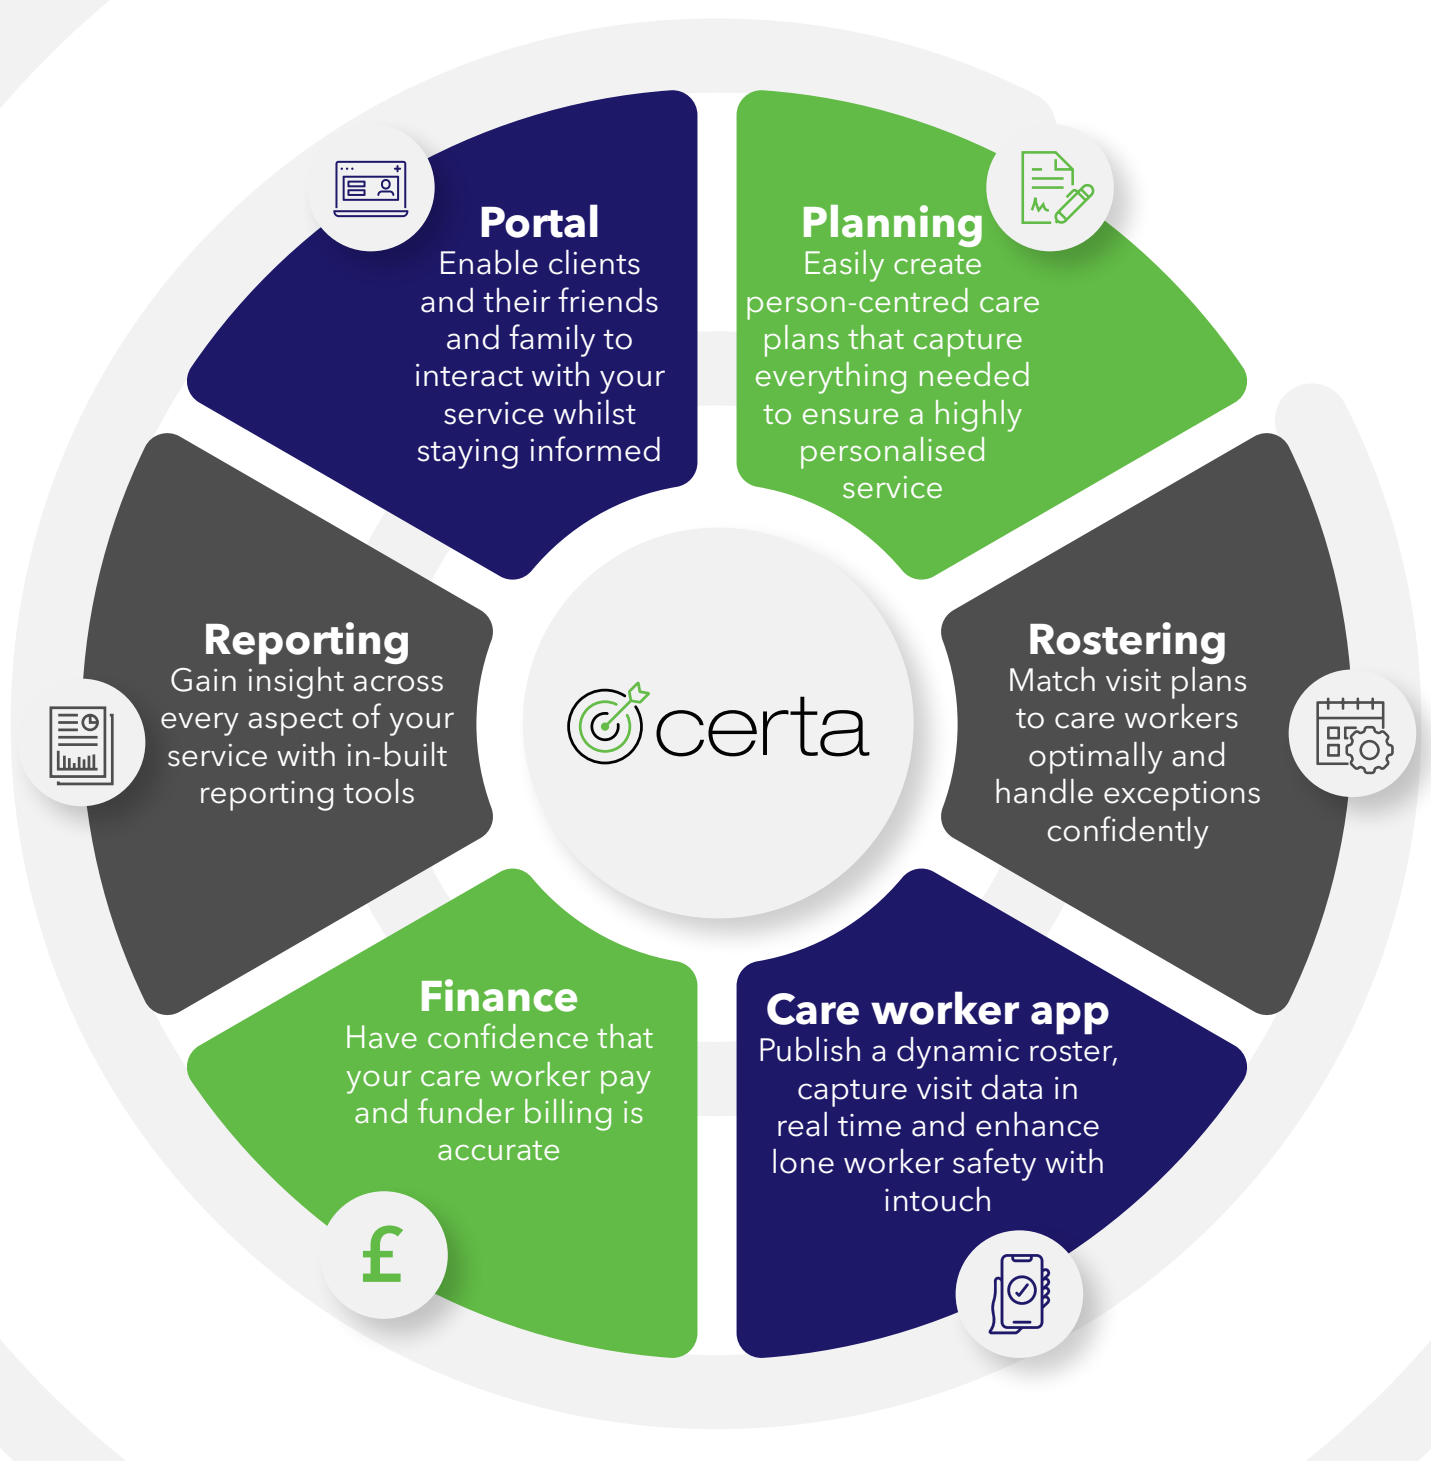 Portal
Enable clients
and their friends
and family to
interact with your
service whilst
staying informed
Planning
Easily create
person-centred care
plans that capture
everything needed
to ensure a highly
personalised
service
Reporting
Gain insight across
every aspect of your
service with in-built
reporting tools
certa
Rostering
Match visit plans
to care workers
optimally and
handle exceptions
confidently
Finance
Have confidence that
your care worker pay
and funder billing is
accurate
£
Care worker app
Publish a dynamic roster,
capture visit data in
real time and enhance
lone worker safety with
intouch